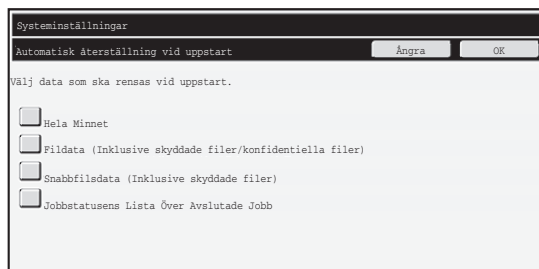 Systeminställningar
Automatisk återställning vid uppstart Ångra OK
Välj data som ska rensas vid uppstart.
Hela Minnet
Fildata (Inklusive skyddade filer/konfidentiella filer)
Snabbfilsdata (Inklusive skyddade filer)
Jobbstatusens Lista Över Avslutade Jobb